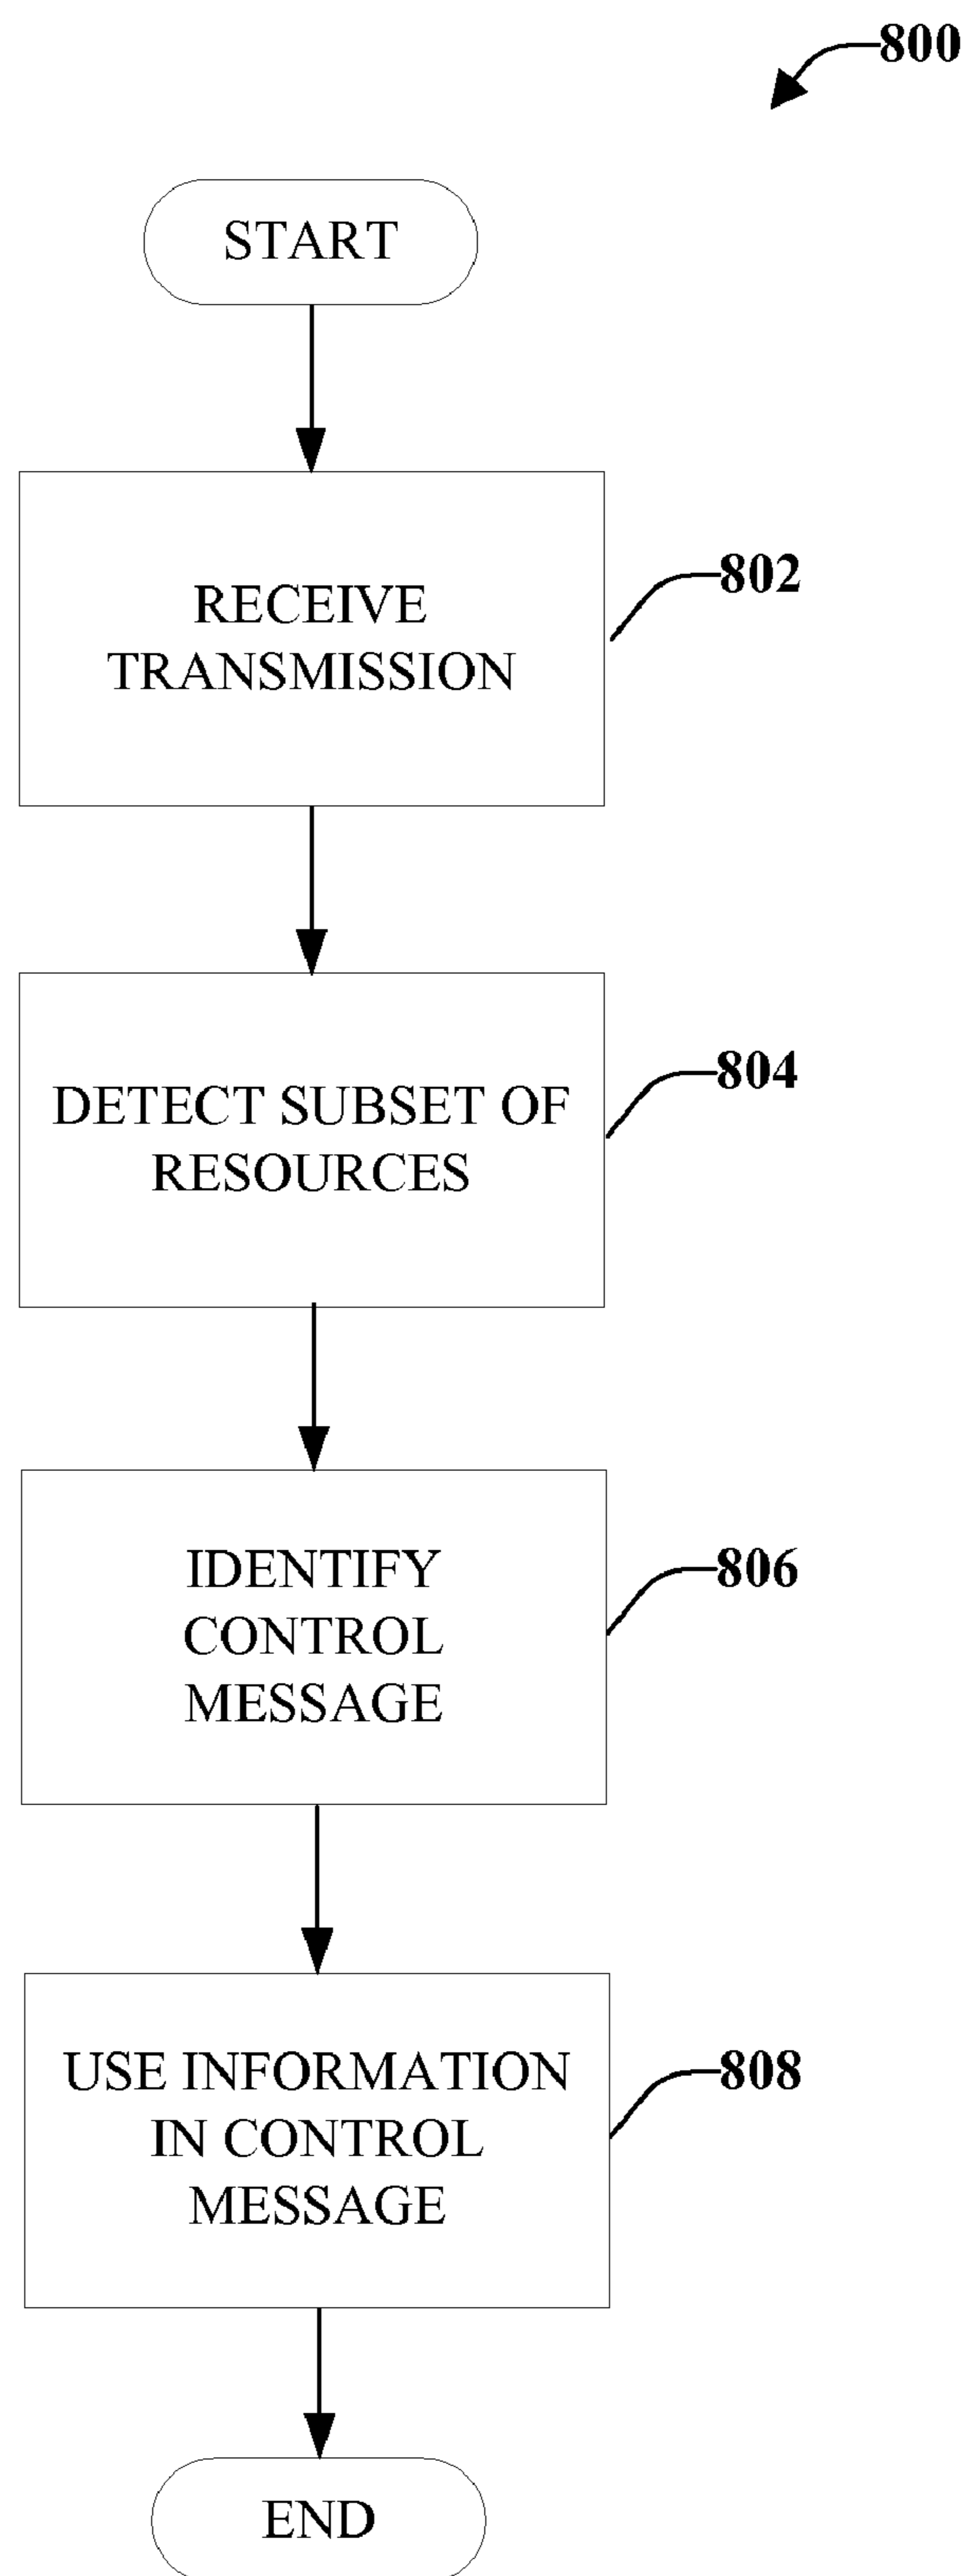 800
START
RECEIVE
TRANSMISSION
802
DETECT SUBSET OF
RESOURCES
804
IDENTIFY
CONTROL
MESSAGE
806
USE INFORMATION
IN CONTROL
MESSAGE
808
END